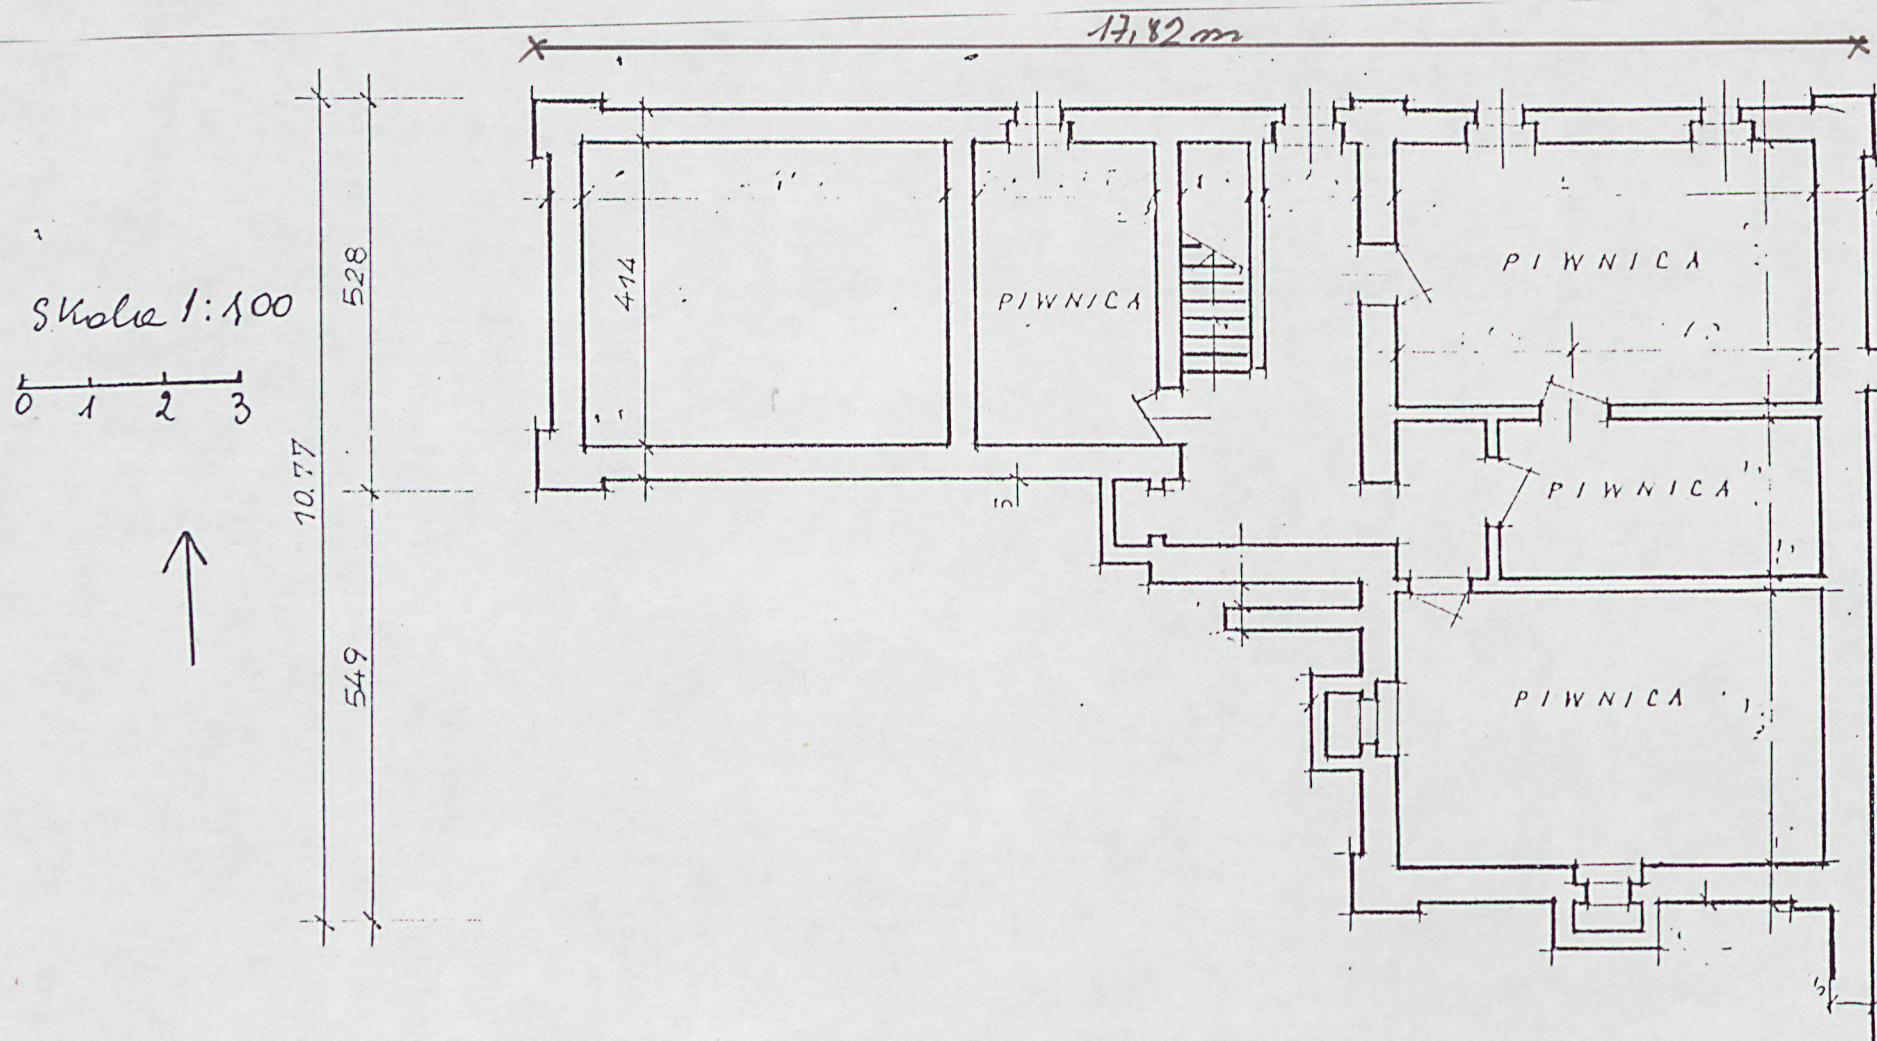 17,82 m
528
414
Skala 1:100
0 1 2 3
10.77
549
PIWNICA
PIWNICA
PIWNICA
PIWNICA